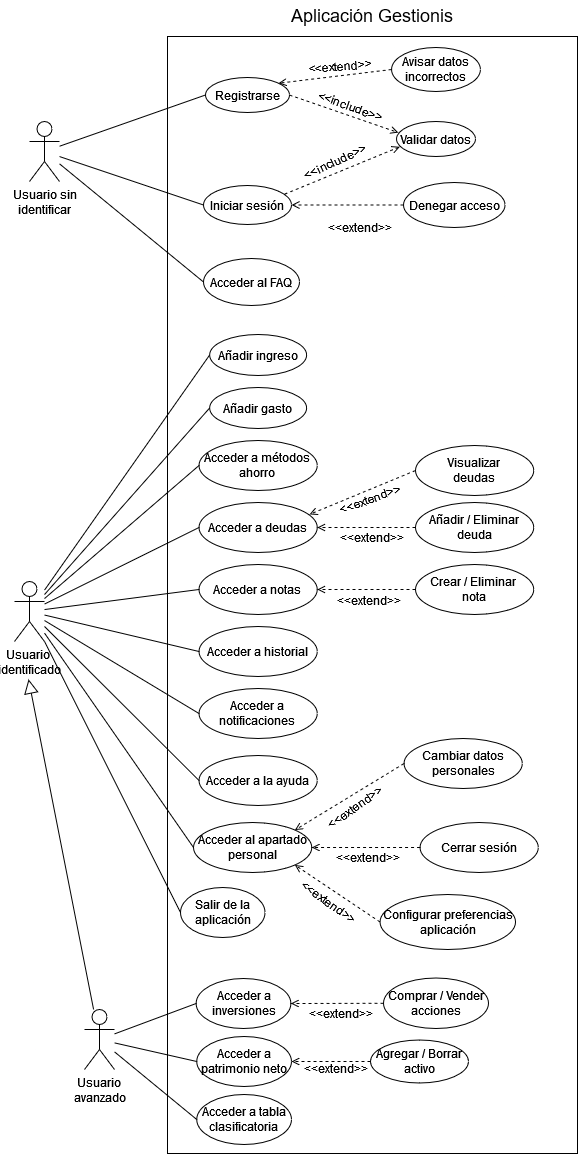 Aplicación Gestionis
Avisar datos
incorrectos
<<extend>>
Registrarse
<<include>>
Validar datos
<<include>>
Usuario sin
identificar
Iniciar sesión
Denegar acceso
<<extend>>
Acceder al FAQ
Añadir ingreso
Añadir gasto
Acceder a métodos
ahorro
Visualizar
deudas
<<extend>>
Acceder a deudas
Añadir / Eliminar
deuda
<<extend>>
Acceder a notas
Crear / Eliminar
nota
<<extend>>
Usuario
identificado
Acceder a historial
Acceder a
notificaciones
Acceder a la ayuda
Cambiar datos
personales
<<extend>>
Acceder al apartado
personal
Cerrar sesión
<<extend>>
<<extend>>
Configurar preferencias
aplicación
Salir de la
aplicación
Acceder a
inversiones
Comprar / Vender
acciones
<<extend>>
Acceder a
patrimonio neto
Agregar / Borrar
activo
<<extend>>
Usuario
avanzado
Acceder a tabla
clasificatoria